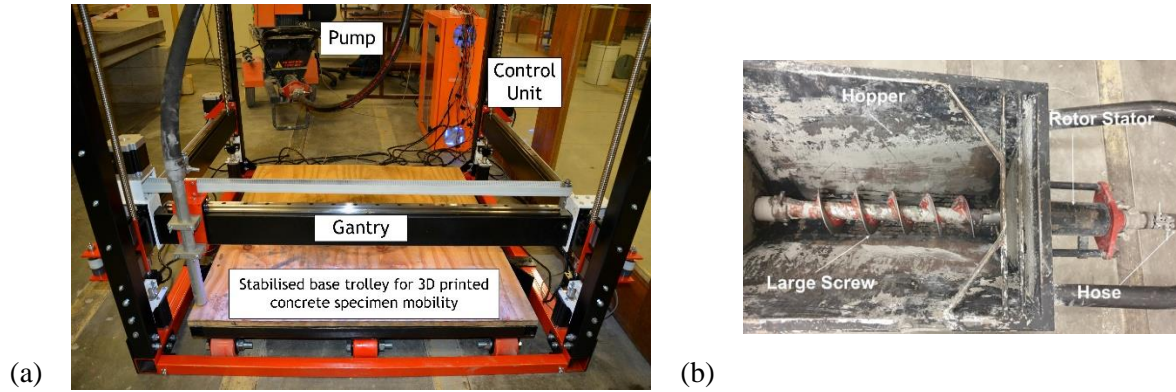 Pump
Control
Unit
Gantry
Stabilised base trolley for 3D printed
concrete specimen mobility
(a)
Hopper
Rotor Stator
Large Screw
Hose
(b)